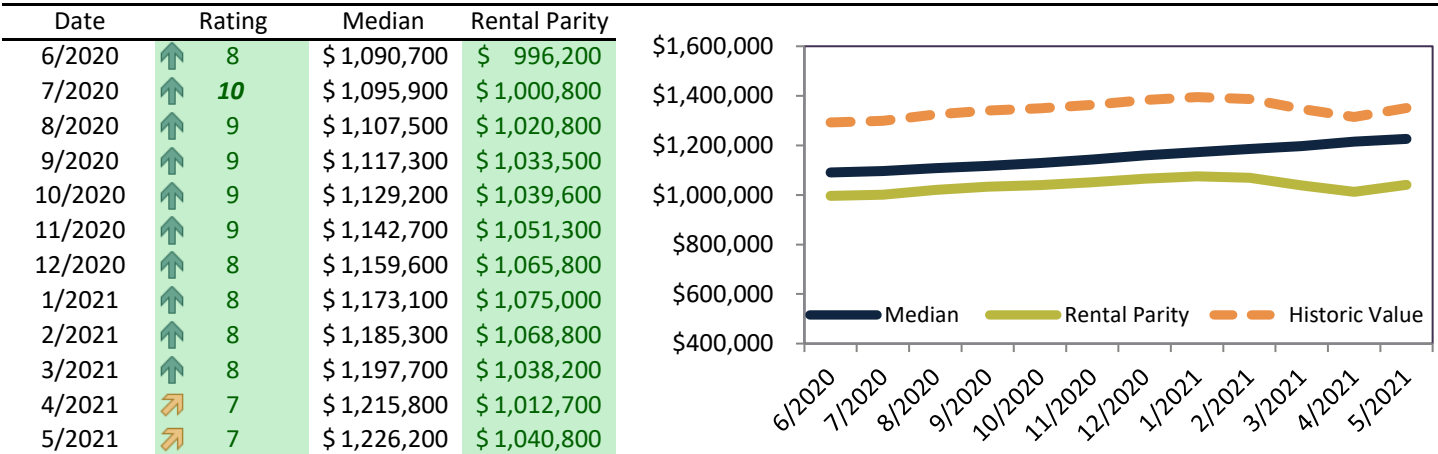 Date Rating Median Rental Parity
6/2020 8 $ 1,090,700 $ 996,200
7/2020 10 $ 1,095,900 $ 1,000,800
8/2020 9 $ 1,107,500 $ 1,020,800
9/2020 9 $ 1,117,300 $ 1,033,500
10/2020 9 $ 1,129,200 $ 1,039,600
11/2020 9 $ 1,142,700 $ 1,051,300
12/2020 8 $ 1,159,600 $ 1,065,800
1/2021 8 $ 1,173,100 $ 1,075,000
2/2021 8 $ 1,185,300 $ 1,068,800
3/2021 8 $ 1,197,700 $ 1,038,200
4/2021 7 $ 1,215,800 $ 1,012,700
5/2021 7 $ 1,226,200 $ 1,040,800
$1,600,000
$1,400,000
$1,200,000
$1,000,000
$800,000
$600,000
$400,000
Median Rental Parity Historic Value
6/2020 7/2020 8/2020 9/2020 10/2020 11/2020 12/2020 1/2021 2/2021 3/2021 4/2021 5/2021